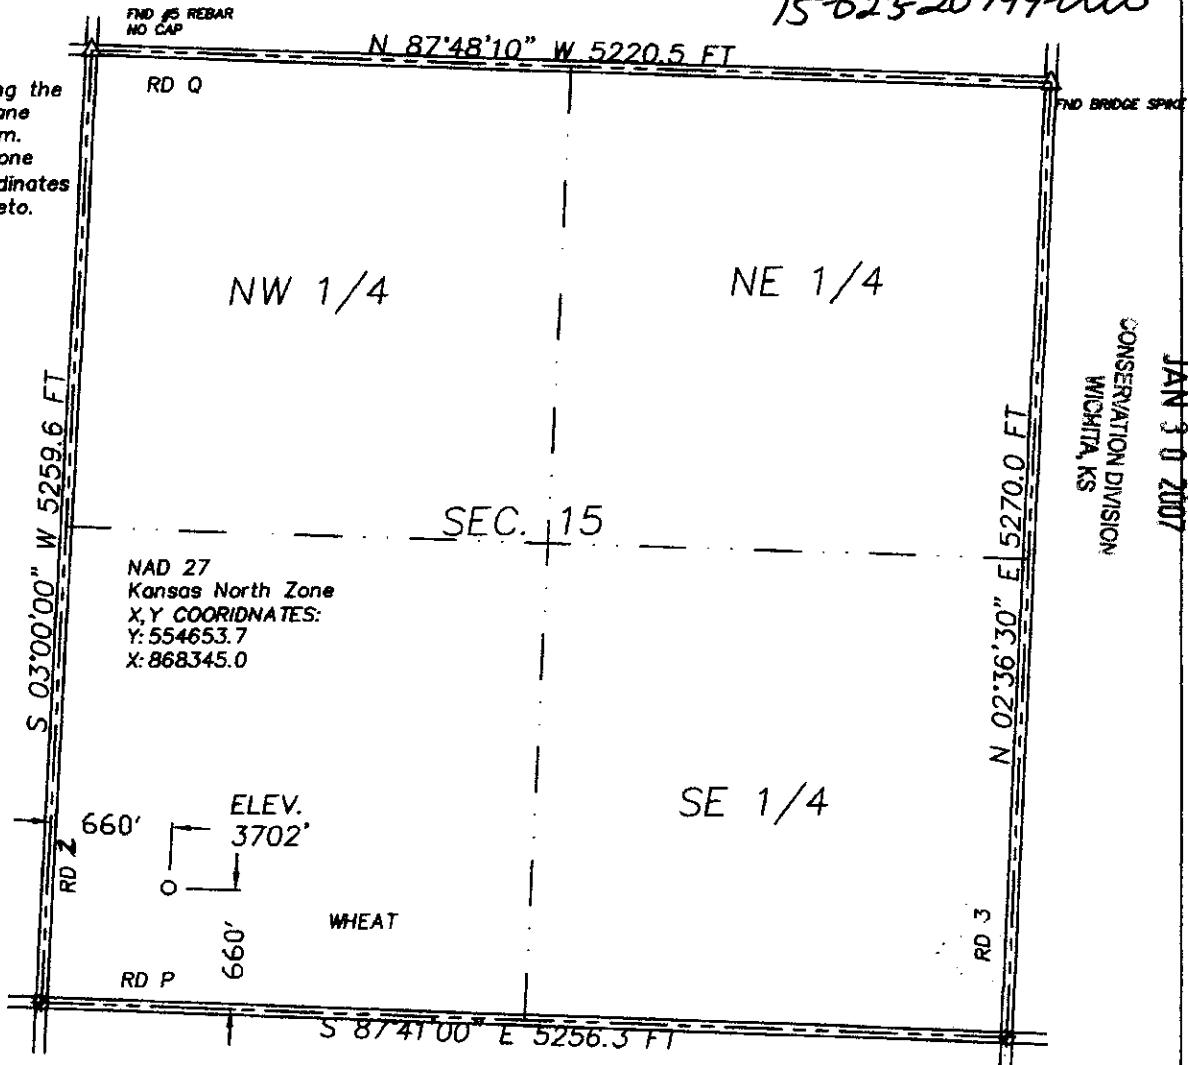 FND #5 REBAR
NO CAP
N 87°48'10" W 5220.5 FT
RD Q
FND BRIDGE SPIKE
ng the
ane
m.
one
dinates
eto.
NW 1/4
NE 1/4
S 03°00'00" W 5259.6 FT
N 02°36'30" E 5270.0 FT
CONSERVATION DIVISION
WICHITA, KS
JAN 30 2007
SEC. 15
NAD 27
Kansas North Zone
X,Y COORIDNATES:
Y: 554653.7
X: 868345.0
SE 1/4
ELEV.
3702'
660'
RD 2
660'
WHEAT
RD 3
RD P
S 87°41'00" E 5256.3 FT